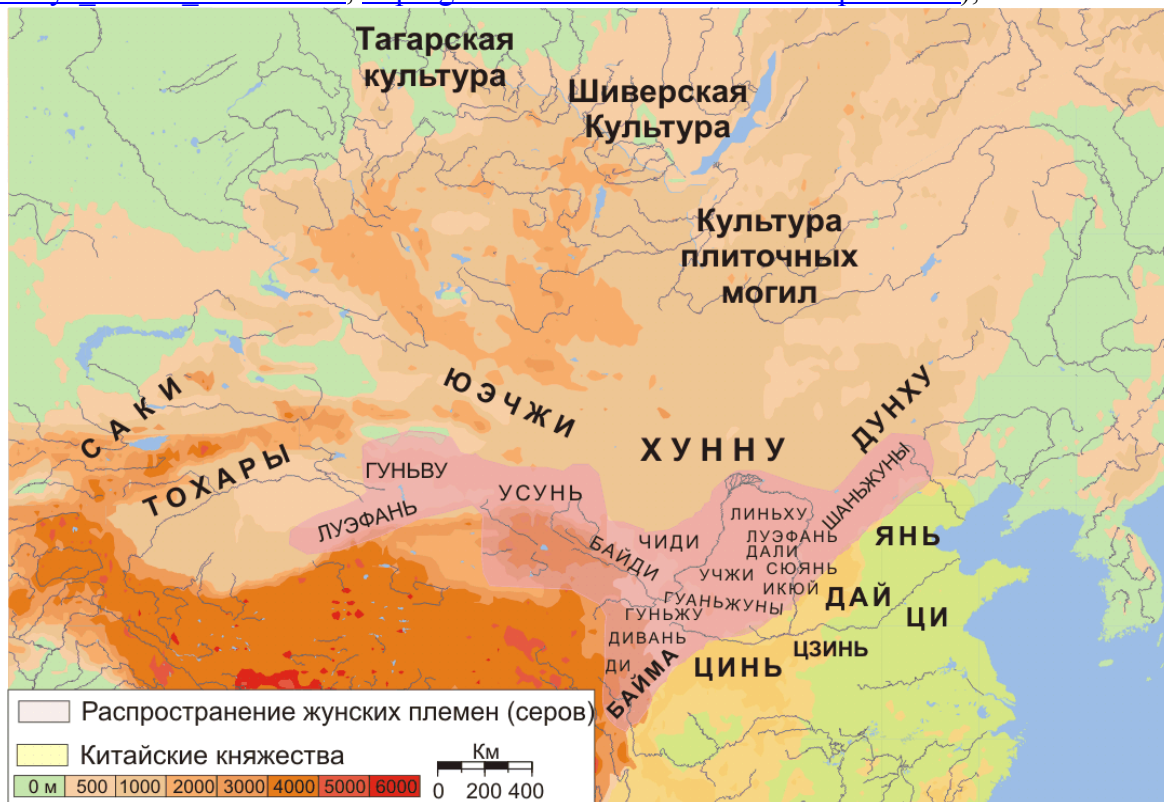 Тагарская
культура
Шиверская
Культура
Культура
плиточных
могил
САКИ
ТОХАРЫ
ЮЭЧЖИ
ХУННУ
ДУНХУ
ГУНЬВУ
ЛУЭФАНЬ
УСУНЬ
ШАНЬЖУНЫ
ЛИНЬХУ
ЧИДИ
ЛУЭФАНЬ
ДАЛИ
БАЙДИ
СЮЯНЬ
УЧЖИ
ИКЮЙ
ГУАНЬЖУНЫ
ГУНЬЖУ
ДИВАНЬ
ДИ
БАЙМА
ЯНЬ
ДАЙ
ЦИ
ЦЗИНЬ
ЦИНЬ
Распространение жунских племен (серов)
Китайские княжества
Км
0 м 500 1000 2000 3000 4000 5000 6000
0 200 400